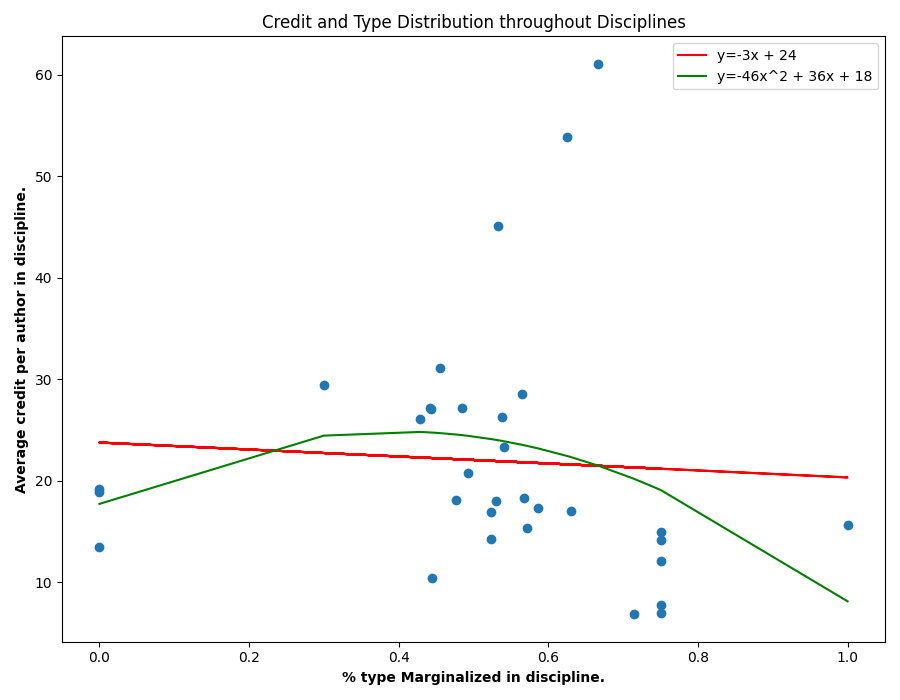 Credit and Type Distribution throughout Disciplines
y=-3x + 24
y=-46x^2 + 36x + 18
60
50
40
30
20
10
Average credit per author in discipline.
0.0 0.2 0.4 0.6 0.8 1.0
% type Marginalized in discipline.